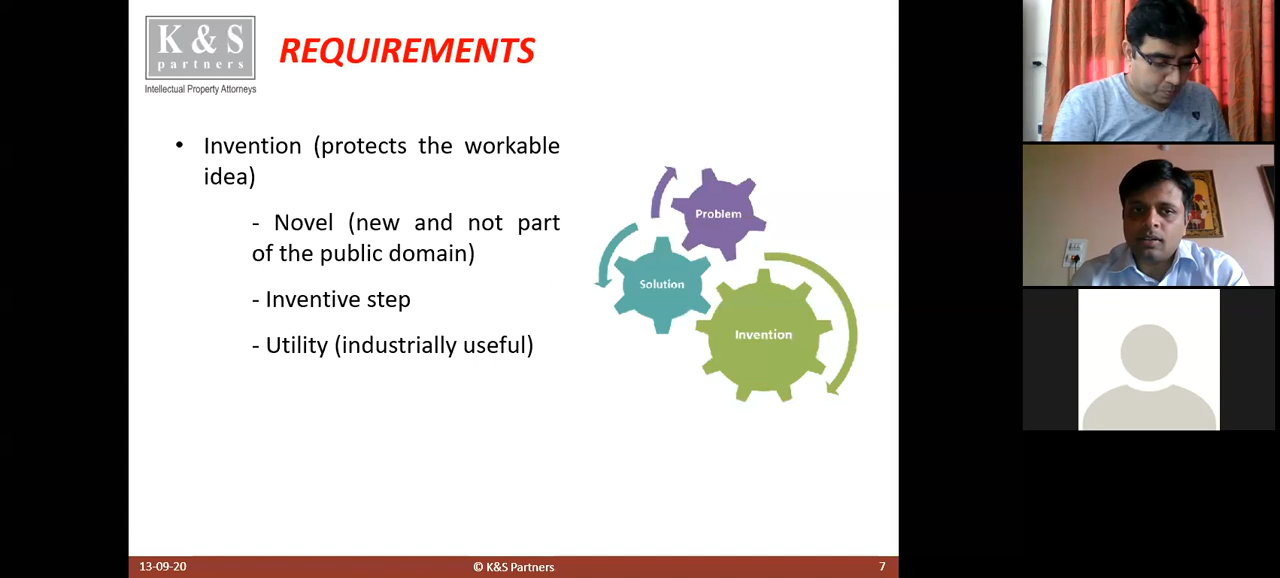 K & S
partners
Intellectual Property Attorneys
REQUIREMENTS
• Invention (protects the workable
idea)
- Novel (new and not part
of the public domain)
- Inventive step
- Utility (industrially useful)
Problem
Solution
Invention
13-09-20
© K&S Partners
7